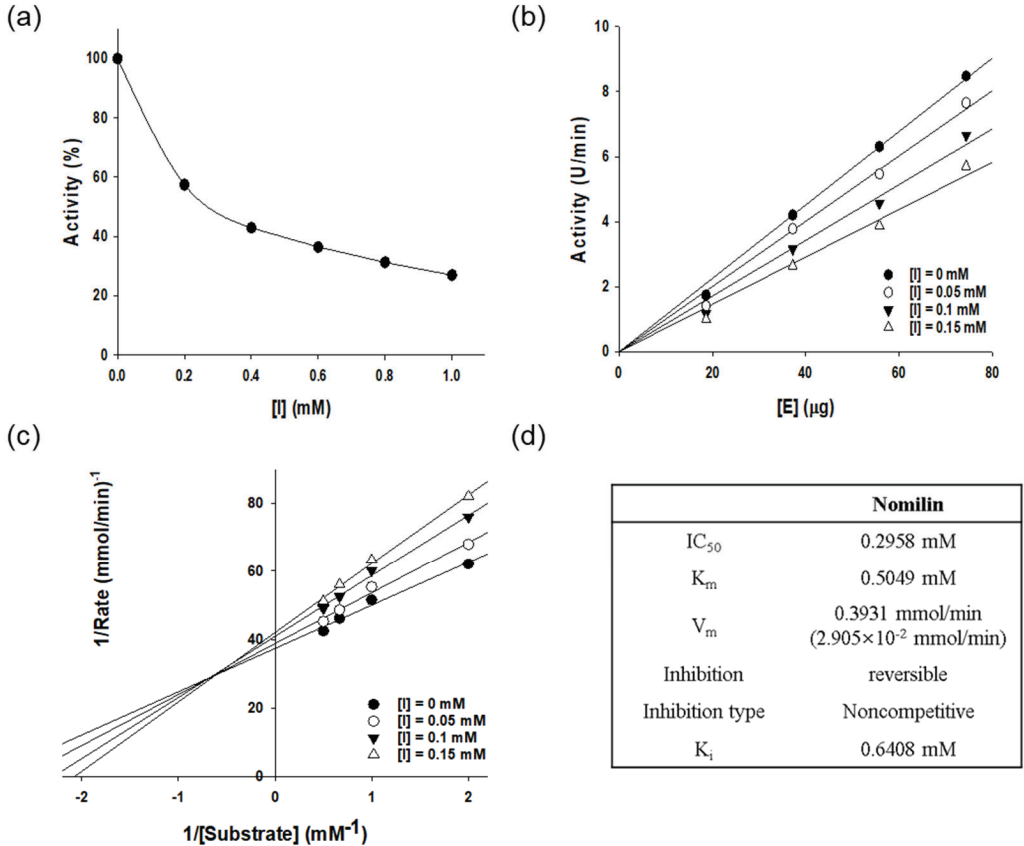 (a)
100
80
60
40
20
0
Activity (%)
0.0 0.2 0.4 0.6 0.8 1.0
[I] (mM)
(b)
10
8
6
4
2
0
Activity (U/min)
[I] = 0 mM
[I] = 0.05 mM
[I] = 0.1 mM
[I] = 0.15 mM
0 20 40 60 80
[E] (μg)
(c)
80
60
40
20
0
1/Rate (mmol/min)-1
[I] = 0 mM
[I] = 0.05 mM
[I] = 0.1 mM
[I] = 0.15 mM
-2 -1 0 1 2
1/[Substrate] (mM-1)
(d)
Nomilin
IC50 0.2958 mM
Km 0.5049 mM
Vm 0.3931 mmol/min
(2.905×10-2 mmol/min)
Inhibition reversible
Inhibition type Noncompetitive
Ki 0.6408 mM